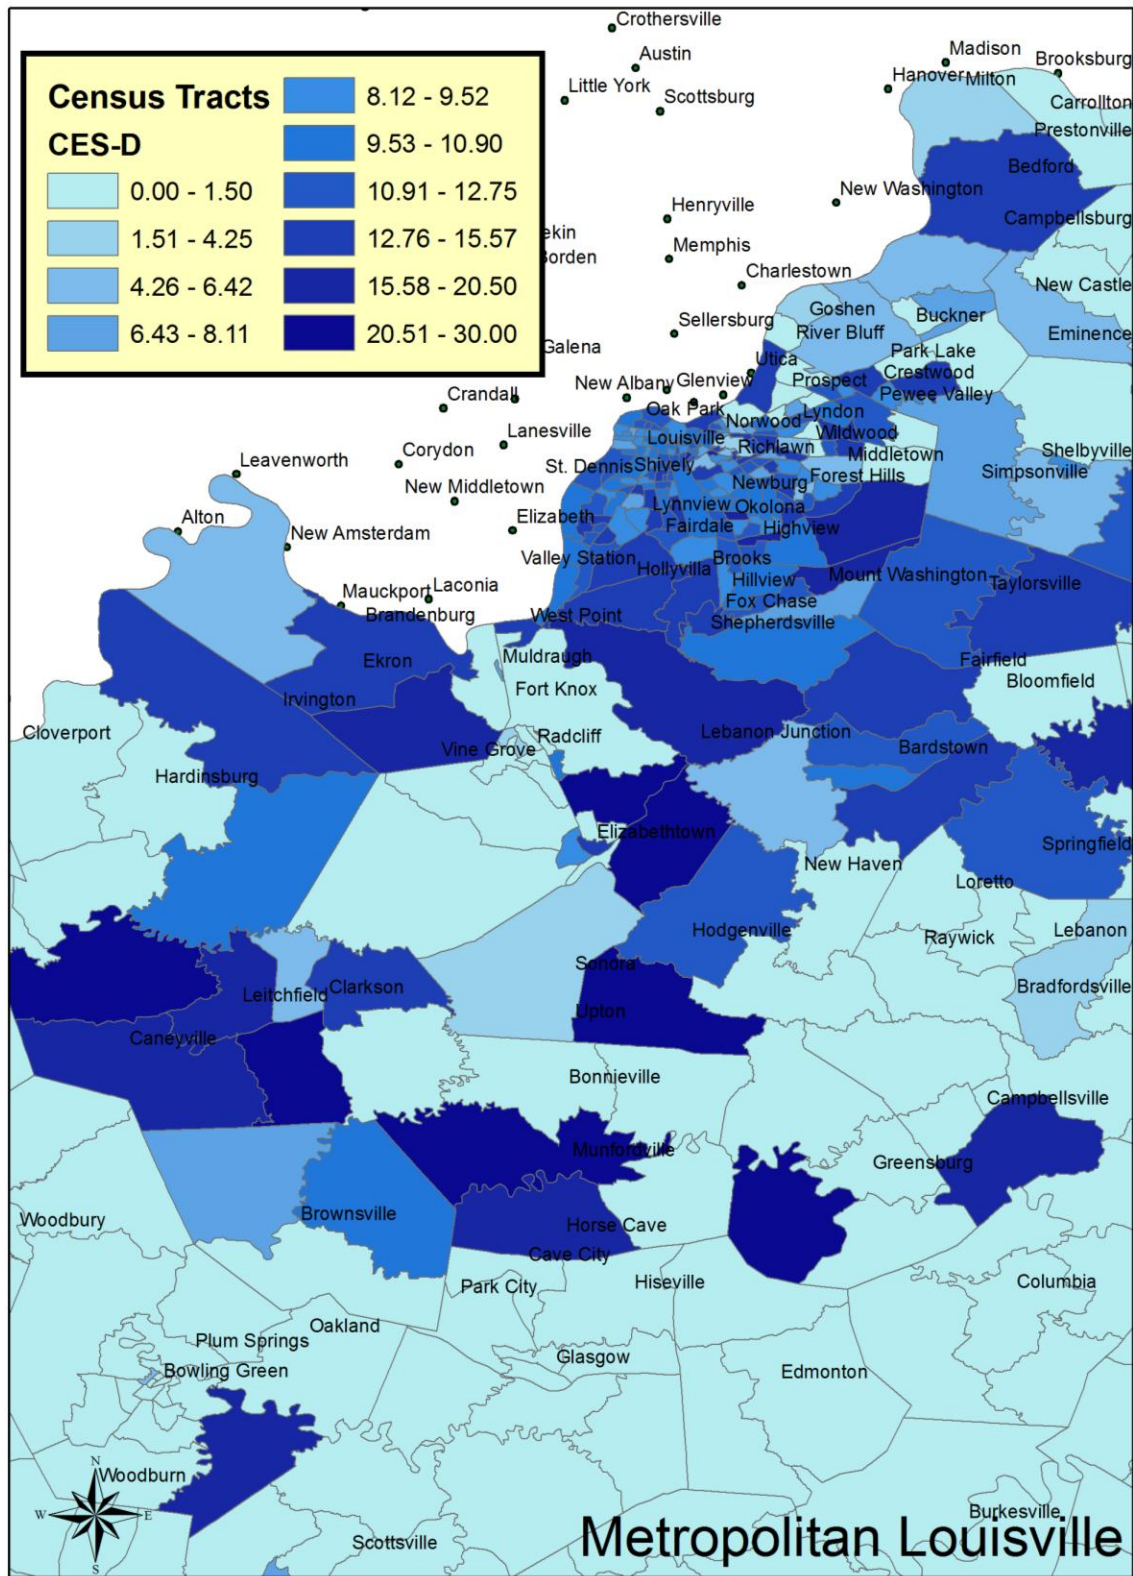 Crothersville
Austin
Madison
Brooksburg
Little York
Hanover
Milton
Scottsburg
Carrollton
Prestonville
Bedford
New Washington
Henryville
Campbellsburg
ekin
Memphis
Borden
Charlestown
New Castle
Goshen
Buckner
Sellersburg
River Bluff
Eminence
Galena
Utica
Park Lake
Crestwood
New Albany
Glenview
Prospect
Pewee Valley
Crandall
Oak Park
Norwood
Lyndon
Lanesville
Louisville
Richlawn
Wildwood
Corydon
Middletown
Shelbyville
Leavenworth
St. Dennis
Shively
Forest Hills
Simpsonville
New Middletown
Newburg
Alton
Elizabeth
Lynnview
Okolona
New Amsterdam
Fairdale
Highview
Valley Station
Brooks
Hollyvilla
Mauckport
Laconia
Hillview
Mount Washington
Taylorsville
Brandenburg
West Point
Fox Chase
Shepherdsville
Ekron
Muldraugh
Fairfield
Irvington
Fort Knox
Bloomfield
Cloverport
Radcliff
Lebanon Junction
Vine Grove
Bardstown
Hardinsburg
Elizabethtown
Springfield
New Haven
Loretto
Hodgenville
Raywick
Lebanon
Sonora
Leitchfield
Clarkson
Bradfordsville
Upton
Caneyville
Bonnieville
Campbellsville
Munfordville
Greensburg
Woodbury
Brownsville
Horse Cave
Cave City
Park City
Hiseville
Columbia
Oakland
Plum Springs
Glasgow
Bowling Green
Edmonton
Woodburn
Burkesville
Scottsville
Census Tracts
CES-D
0.00 - 1.50
1.51 - 4.25
4.26 - 6.42
6.43 - 8.11
8.12 - 9.52
9.53 - 10.90
10.91 - 12.75
12.76 - 15.57
15.58 - 20.50
20.51 - 30.00
N
W
E
S
Metropolitan Louisville